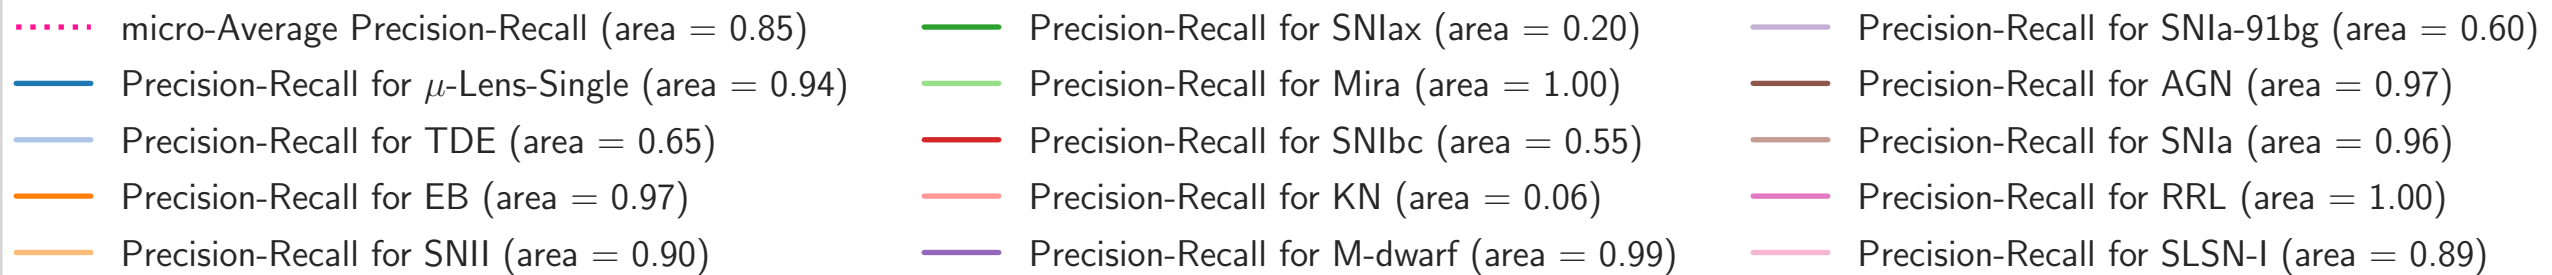 micro-Average Precision-Recall (area = 0.85)
Precision-Recall for μ-Lens-Single (area = 0.94)
Precision-Recall for TDE (area = 0.65)
Precision-Recall for EB (area = 0.97)
Precision-Recall for SNII (area = 0.90)
Precision-Recall for SNIax (area = 0.20)
Precision-Recall for Mira (area = 1.00)
Precision-Recall for SNIbc (area = 0.55)
Precision-Recall for KN (area = 0.06)
Precision-Recall for M-dwarf (area = 0.99)
Precision-Recall for SNIa-91bg (area = 0.60)
Precision-Recall for AGN (area = 0.97)
Precision-Recall for SNIa (area = 0.96)
Precision-Recall for RRL (area = 1.00)
Precision-Recall for SLSN-I (area = 0.89)